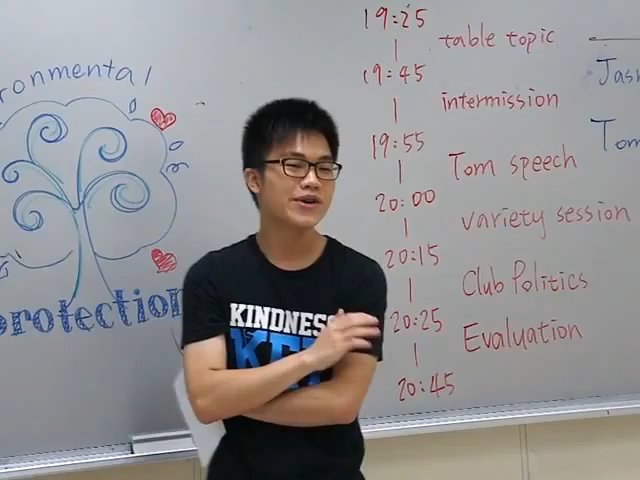 ronmental
protection
19:25
table topic
19:45
intermission
19:55
Tom speech
20:00
variety session
20:15
Club Politics
20:25
Evaluation
20:45
Jas
Tom
KINDNESS